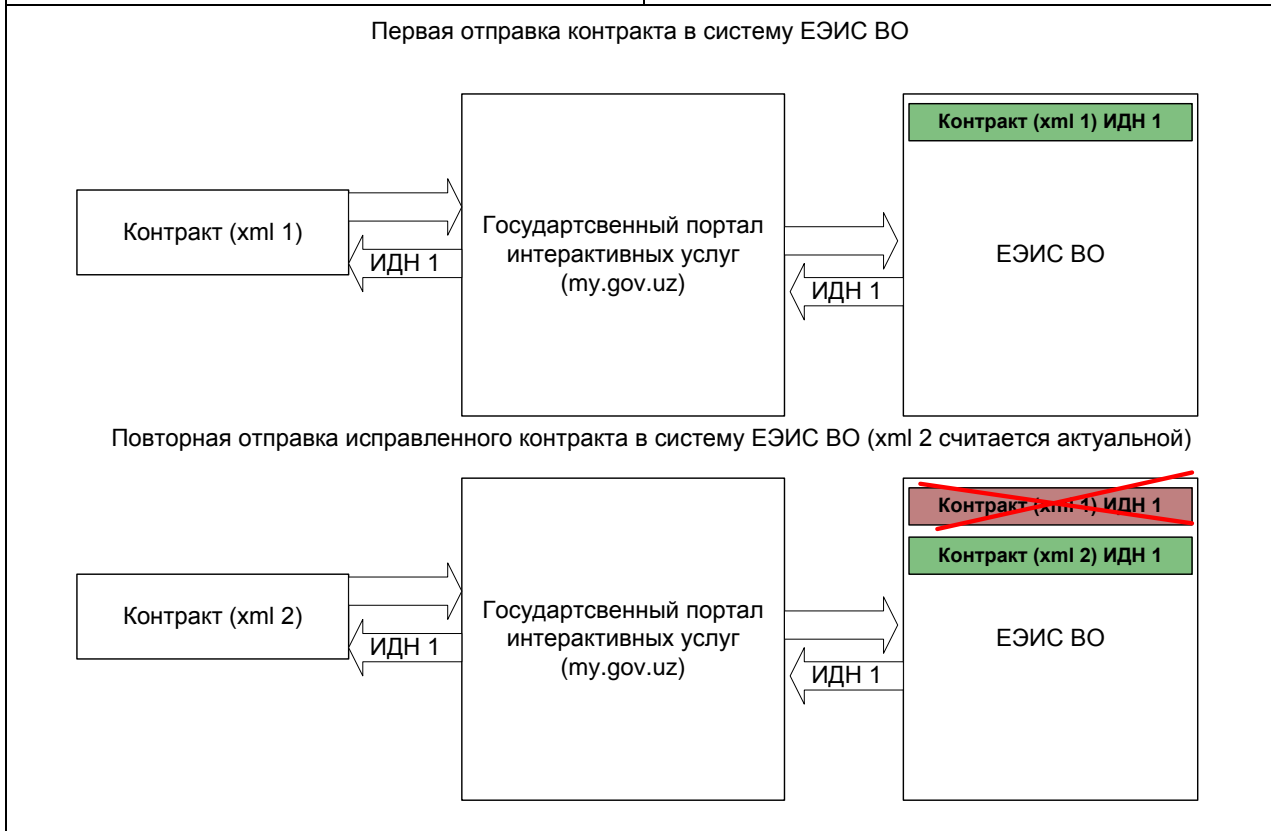 Первая отправка контракта в систему ЕЭИС ВО
Контракт (xml 1) ИДН 1
Контракт (xml 1)
ИДН 1
Государтсвенный портал
интерактивных услуг
(my.gov.uz)
ИДН 1
ЕЭИС ВО
Повторная отправка исправленного контракта в систему ЕЭИС ВО (xml 2 считается актуальной)
Контракт (xml 1) ИДН 1
Контракт (xml 2) ИДН 1
Контракт (xml 2)
ИДН 1
Государтсвенный портал
интерактивных услуг
(my.gov.uz)
ИДН 1
ЕЭИС ВО